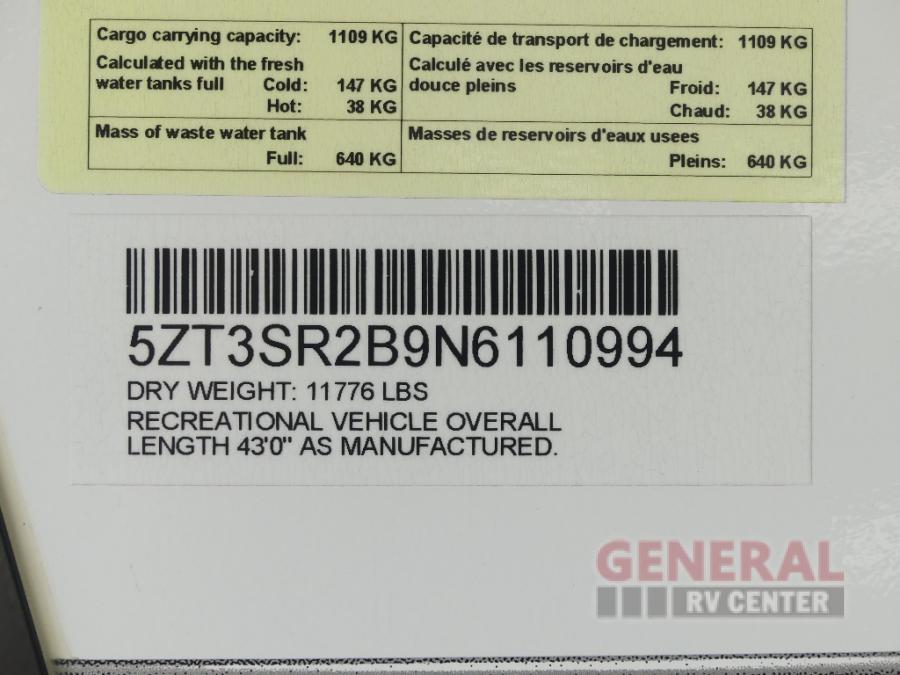 Cargo carrying capacity: 1109 KG
Calculated with the fresh
water tanks full Cold: 147 KG
Hot: 38 KG
Mass of waste water tank
Full: 640 KG
Capacité de transport de chargement: 1109 KG
Calculé avec les reservoirs d'eau
douce pleins Froid: 147 KG
Chaud: 38 KG
Masses de reservoirs d'eaux usees
Pleins: 640 KG
5ZT3SR2B9N6110994
DRY WEIGHT: 11776 LBS
RECREATIONAL VEHICLE OVERALL
LENGTH 43'0" AS MANUFACTURED.
GENERAL
RV CENTER